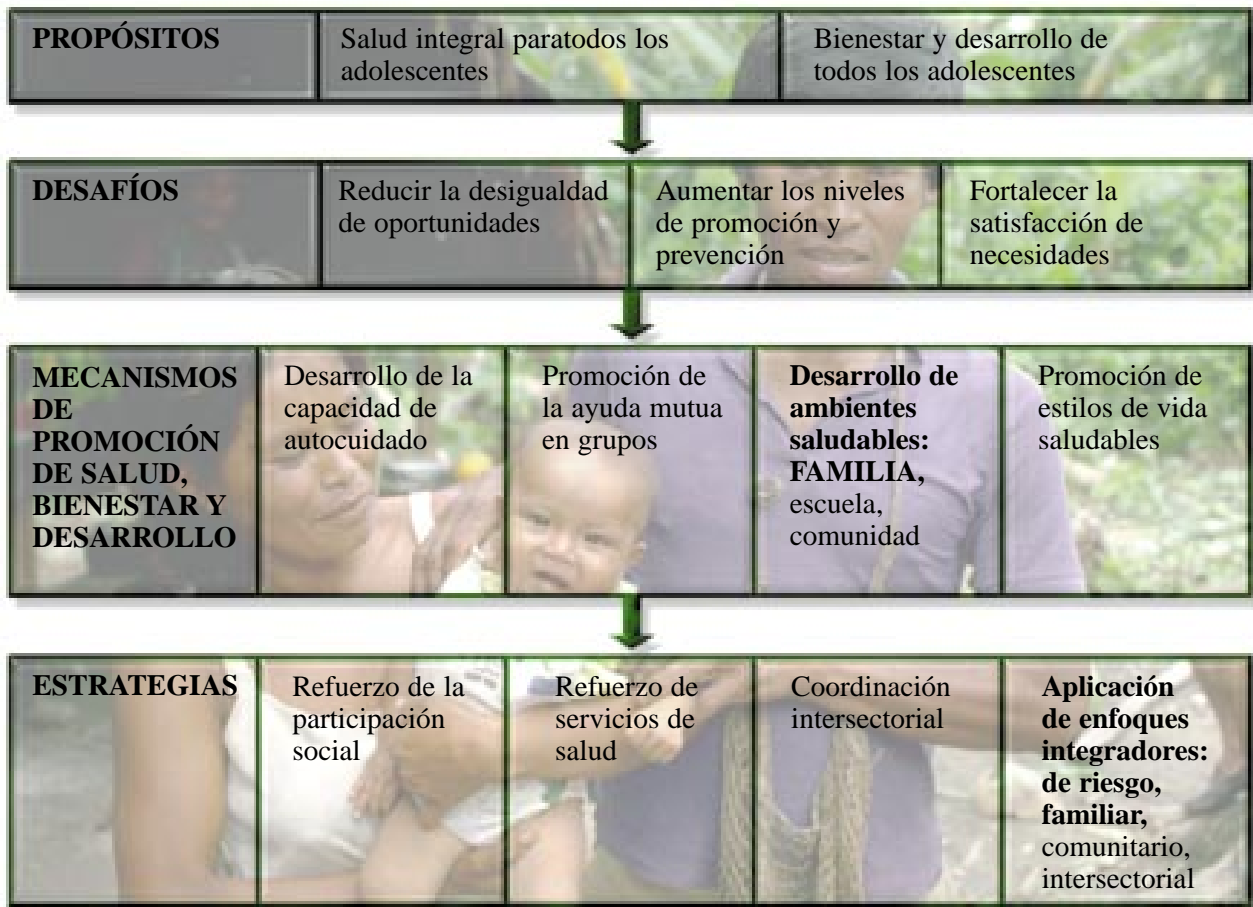 PROPÓSITOS
Salud integral paratodos los
adolescentes
Bienestar y desarrollo de
todos los adolescentes
DESAFÍOS
Reducir la desigualdad
de oportunidades
Aumentar los niveles
de promoción y
prevención
Fortalecer la
satisfacción de
necesidades
MECANISMOS
DE
PROMOCIÓN
DE SALUD,
BIENESTAR Y
DESARROLLO
Desarrollo de la
capacidad de
autocuidado
Promoción de
la ayuda mutua
en grupos
Desarrollo de
ambientes
saludables:
FAMILIA,
escuela,
comunidad
Promoción de
estilos de vida
saludables
ESTRATEGIAS
Refuerzo de la
participación
social
Refuerzo de
servicios de
salud
Coordinación
intersectorial
Aplicación
de enfoques
integradores:
de riesgo,
familiar,
comunitario,
intersectorial